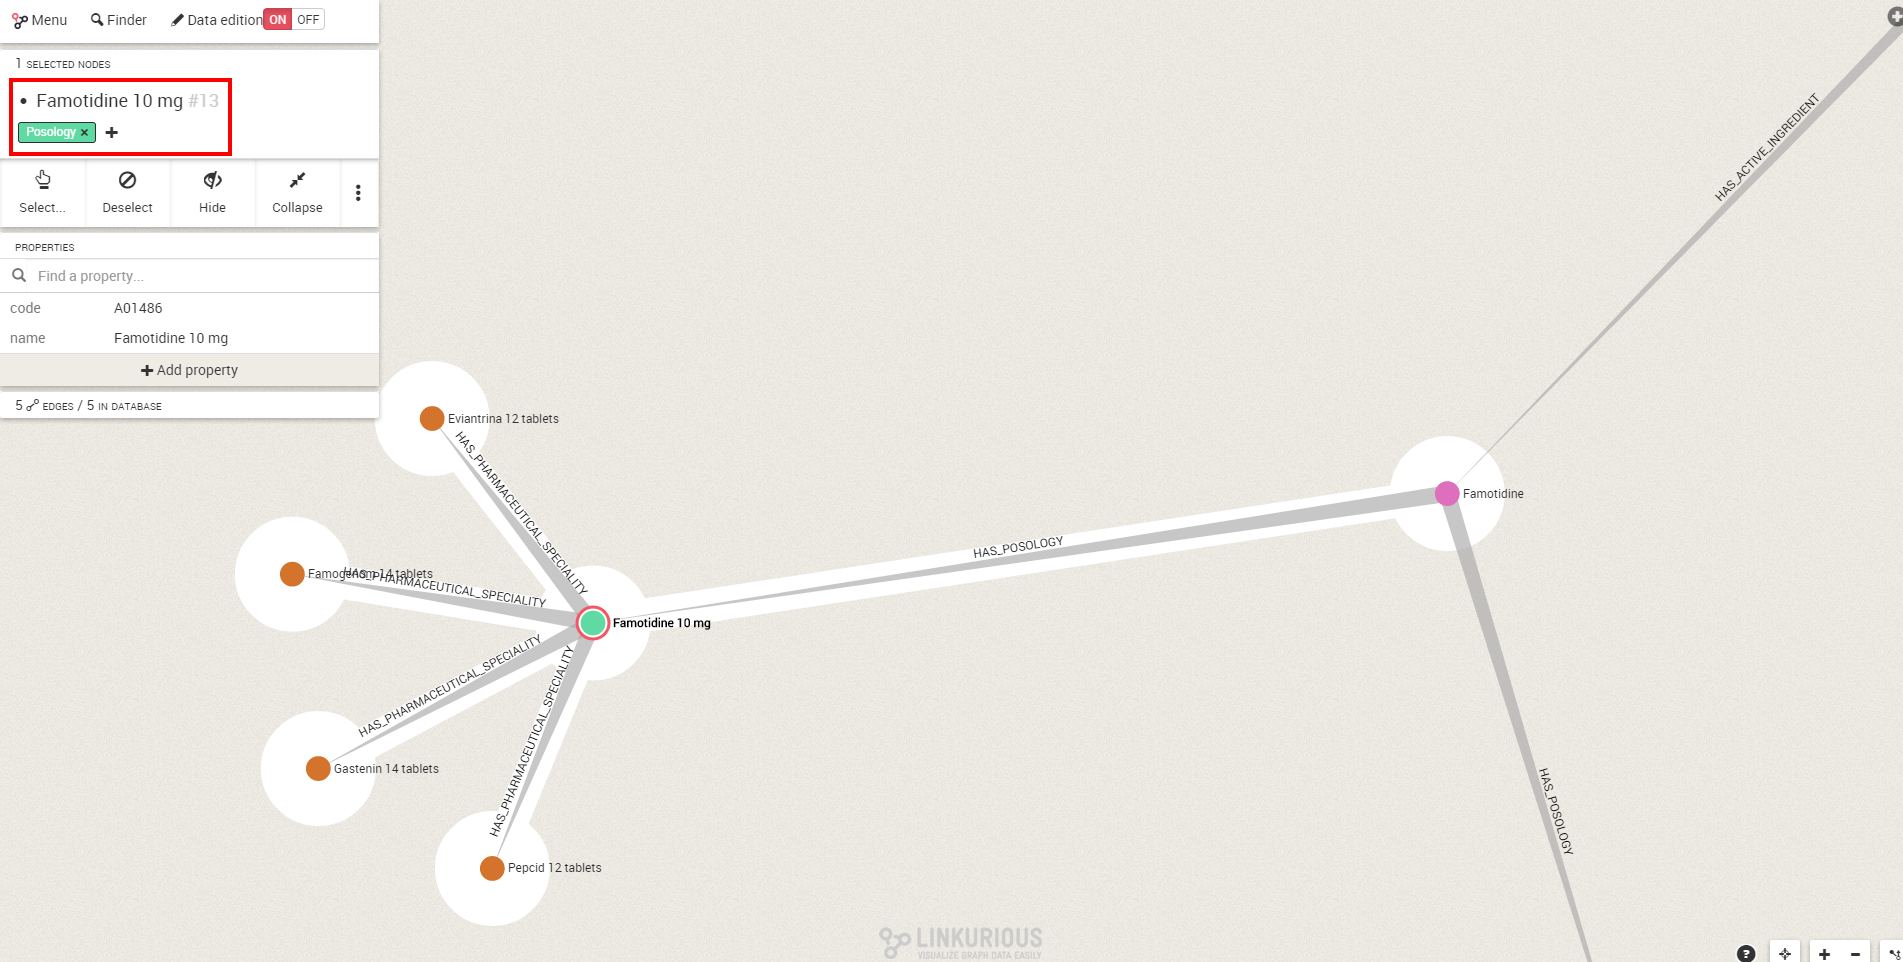 Menu Finder Data edition ON OFF
1 SELECTED NODES
Famotidine 10 mg #13
Posology × +
Select... Deselect Hide Collapse
PROPERTIES
Find a property...
code A01486
name Famotidine 10 mg
+ Add property
5 EDGES / 5 IN DATABASE
HAS_ACTIVE_INGREDIENT
Eviantrina 12 tablets
HAS_PHARMACEUTICAL_SPECIALITY
Famotidine
HAS_POSOLOGY
Famogenom 14 tablets
HAS_PHARMACEUTICAL_SPECIALITY
Famotidine 10 mg
HAS_PHARMACEUTICAL_SPECIALITY
Gastenin 14 tablets
HAS_PHARMACEUTICAL_SPECIALITY
HAS_POSOLOGY
Pepcid 12 tablets
LINKURIOUS
VISUALIZE GRAPH DATA EASILY
? + −